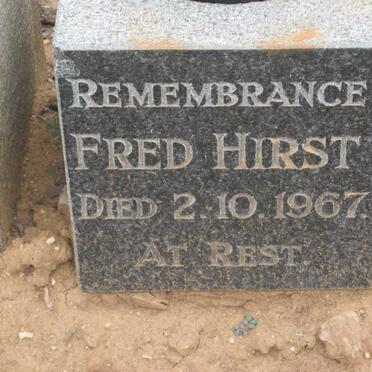 REMEMBRANCE
FRED HIRST
DIED 2.10.1967.
AT REST